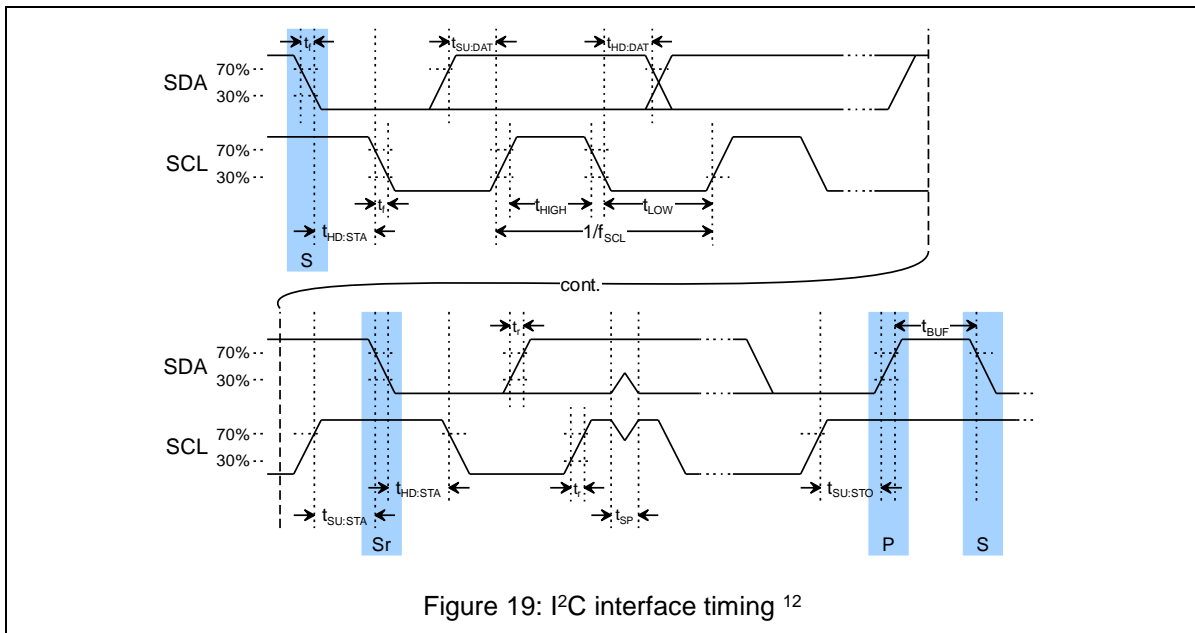 tf
tSU:DAT
tHD:DAT
SDA
70%
30%
SCL
70%
30%
tf
tHIGH
tLOW
tHD:STA
1/fSCL
S
cont.
tr
tBUF
SDA
70%
30%
SCL
70%
30%
tHD:STA
tr
tSU:STO
tSU:STA
tSP
Sr
P
S
Figure 19: I²C interface timing ¹²